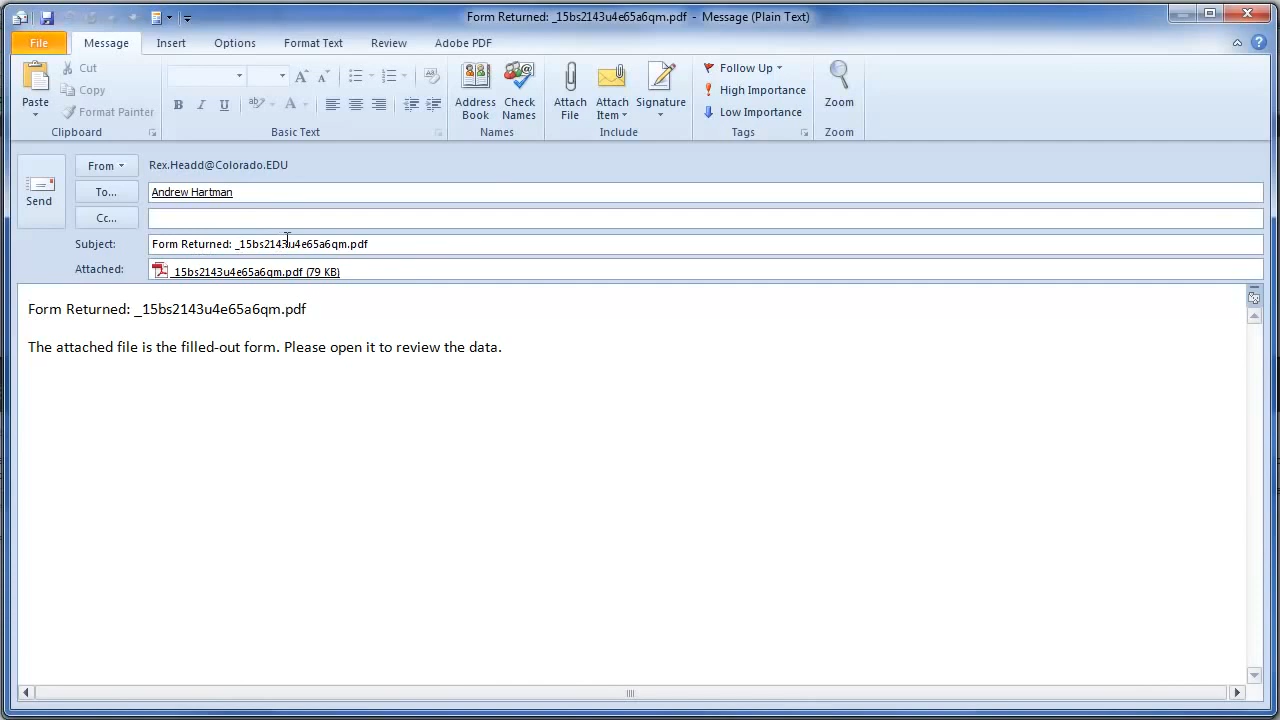 Form Returned: _15bs2143u4e65a6qm.pdf - Message (Plain Text)
File Message Insert Options Format Text Review Adobe PDF
Paste
Cut
Copy
Format Painter
Clipboard
B I U ab A
Basic Text
Address Book
Check Names
Names
Attach File
Attach Item
Signature
Include
Follow Up
High Importance
Low Importance
Tags
Zoom
Zoom
Send
From Rex.Headd@Colorado.EDU
To... Andrew Hartman
Cc...
Subject: Form Returned: _15bs2143u4e65a6qm.pdf
Attached: _15bs2143u4e65a6qm.pdf (79 KB)
Form Returned: _15bs2143u4e65a6qm.pdf
The attached file is the filled-out form. Please open it to review the data.